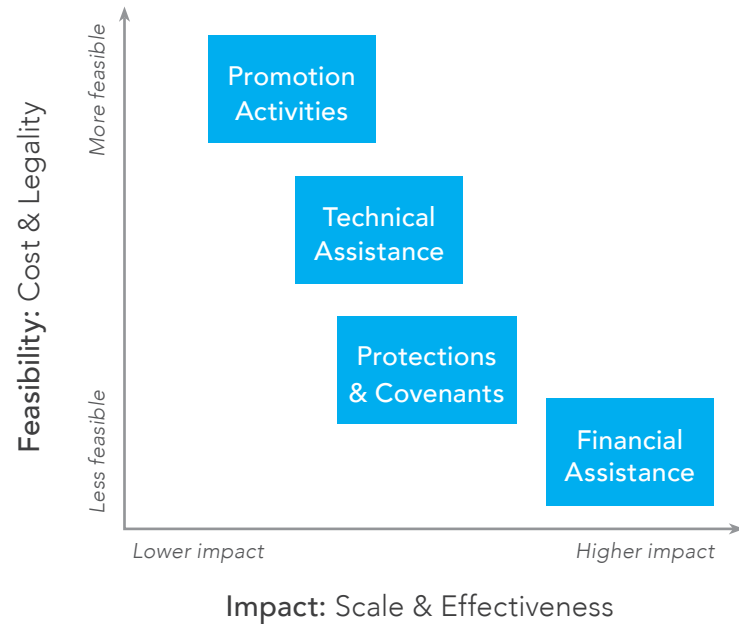 Feasibility: Cost & Legality
More feasible
Less feasible
Promotion
Activities
Technical
Assistance
Protections
& Covenants
Financial
Assistance
Lower impact
Higher impact
Impact: Scale & Effectiveness